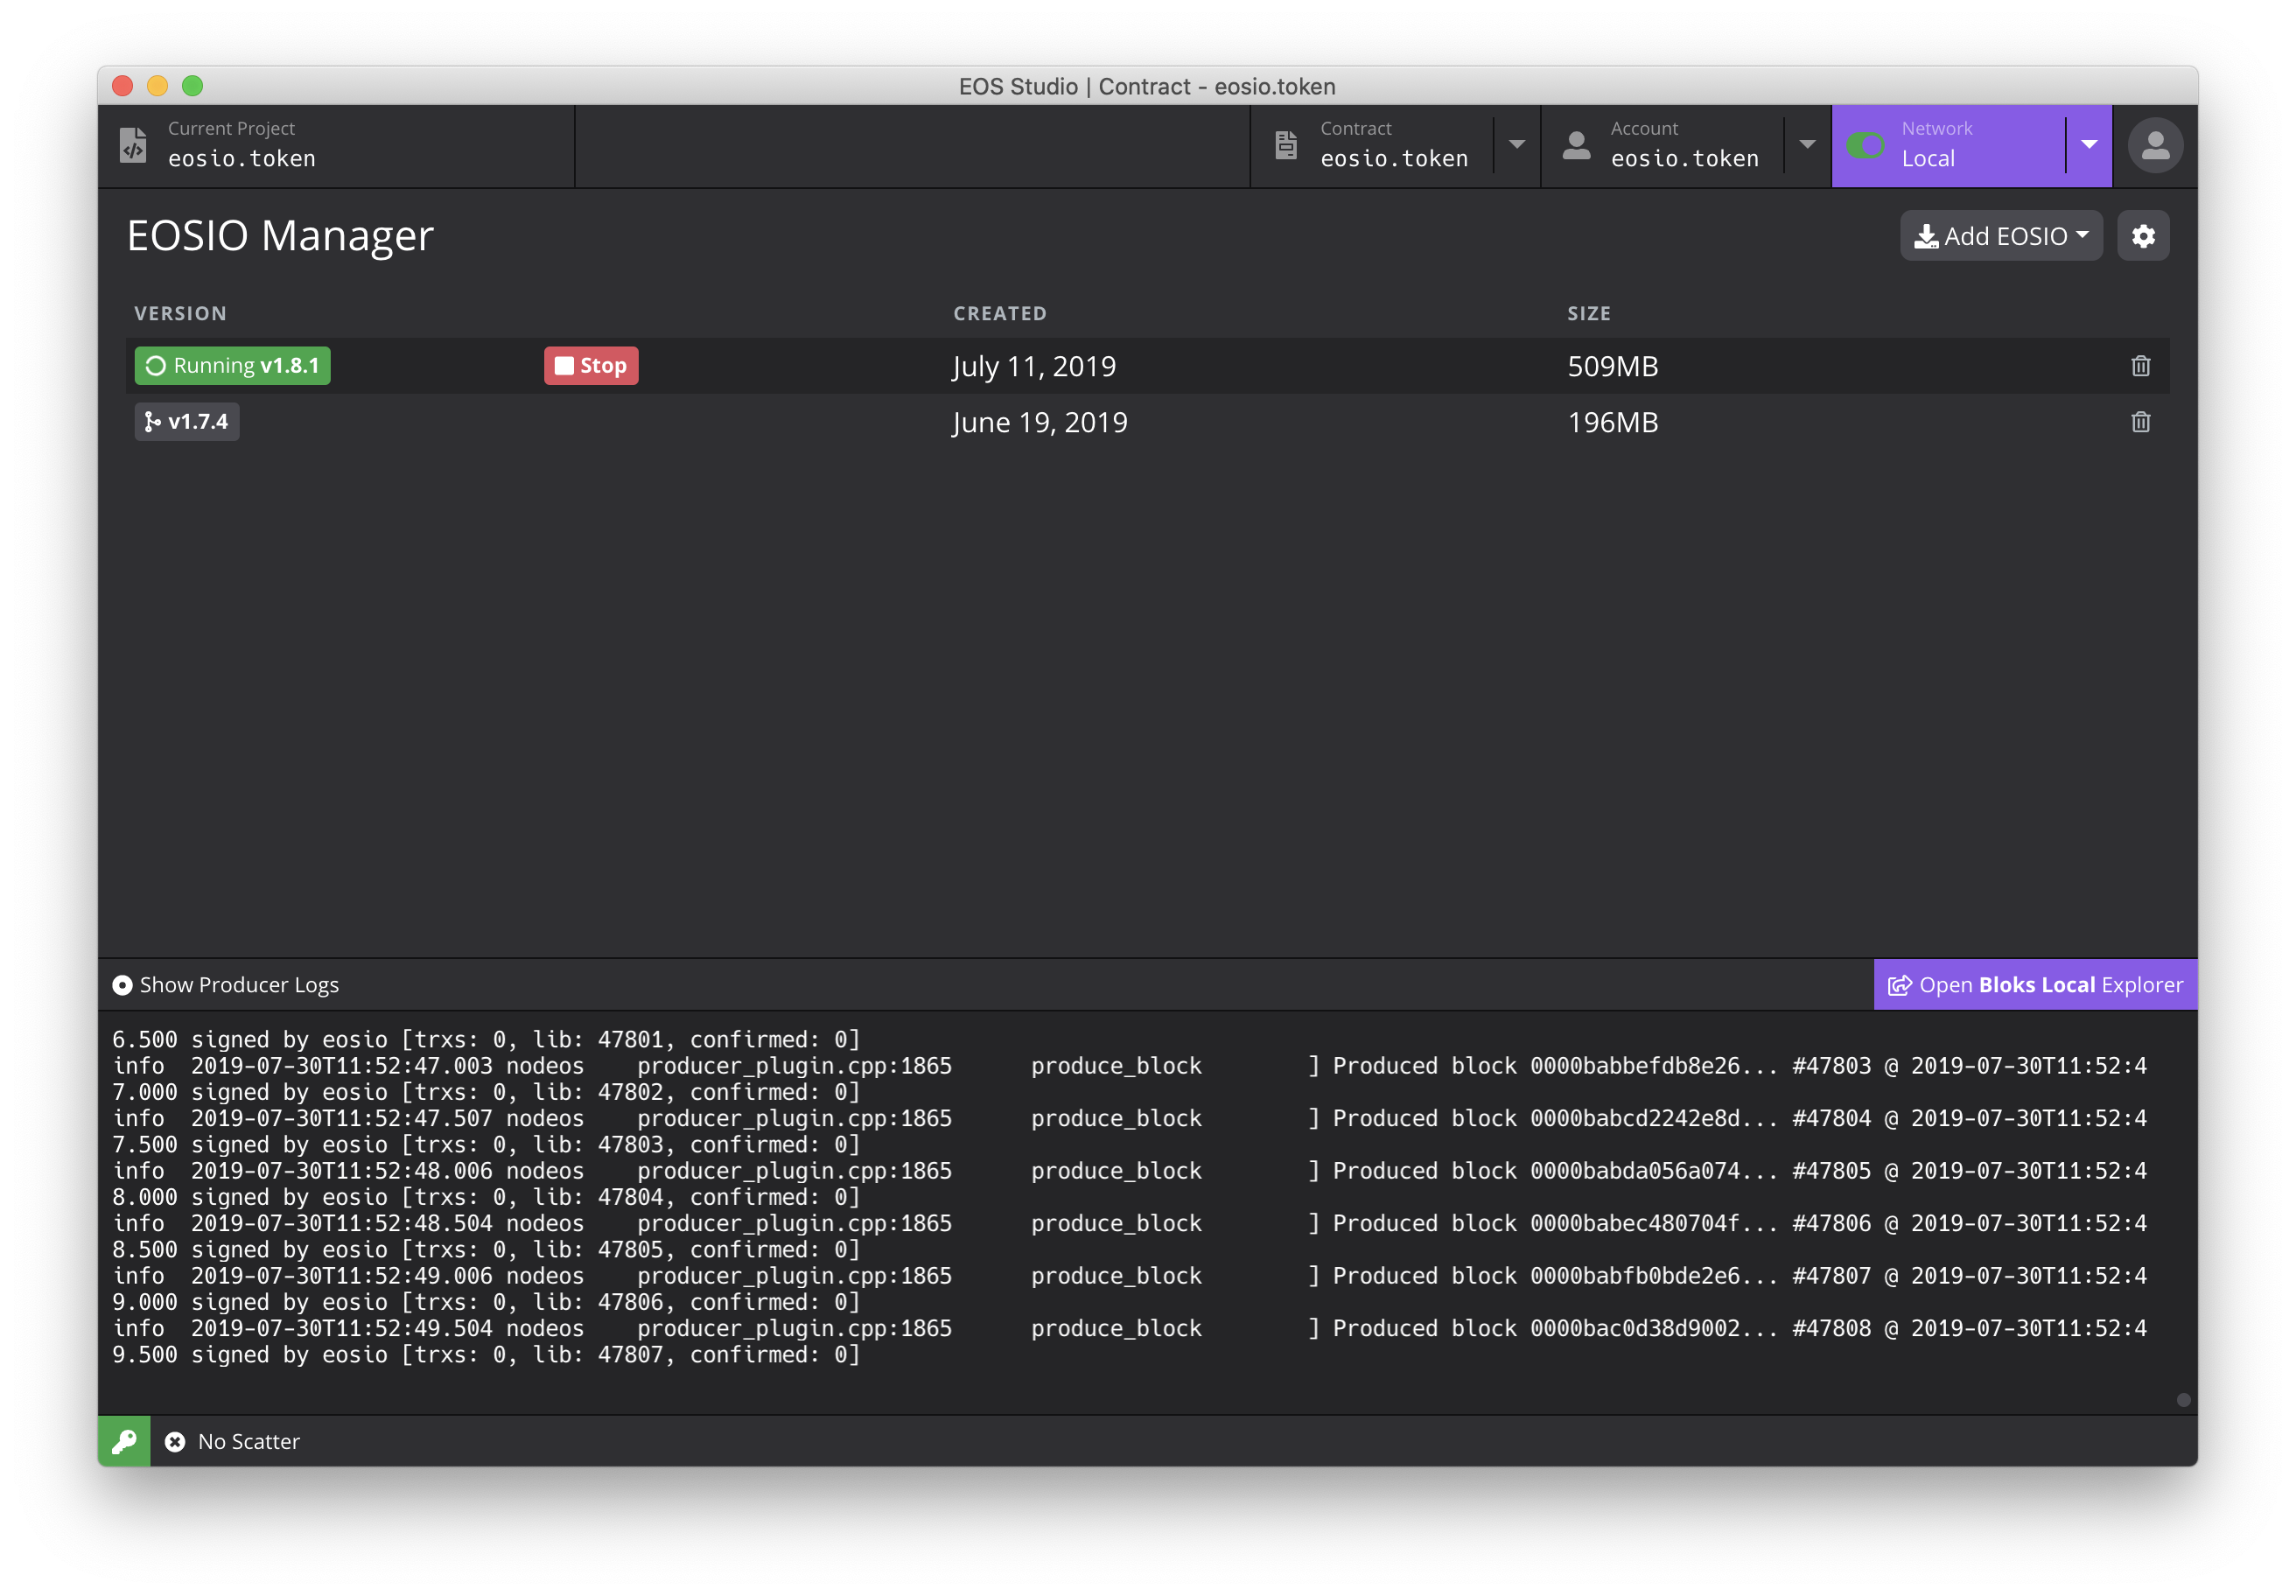 EOS Studio | Contract - eosio.token
Current Project
eosio.token
Contract
eosio.token
Account
eosio.token
Network
Local
EOSIO Manager
Add EOSIO
VERSION CREATED SIZE
Running v1.8.1 Stop July 11, 2019 509MB
v1.7.4 June 19, 2019 196MB
Show Producer Logs
Open Bloks Local Explorer
6.500 signed by eosio [trxs: 0, lib: 47801, confirmed: 0]
info  2019-07-30T11:52:47.003 nodeos    producer_plugin.cpp:1865      produce_block        ] Produced block 0000babbefdb8e26... #47803 @ 2019-07-30T11:52:4
7.000 signed by eosio [trxs: 0, lib: 47802, confirmed: 0]
info  2019-07-30T11:52:47.507 nodeos    producer_plugin.cpp:1865      produce_block        ] Produced block 0000babcd2242e8d... #47804 @ 2019-07-30T11:52:4
7.500 signed by eosio [trxs: 0, lib: 47803, confirmed: 0]
info  2019-07-30T11:52:48.006 nodeos    producer_plugin.cpp:1865      produce_block        ] Produced block 0000babda056a074... #47805 @ 2019-07-30T11:52:4
8.000 signed by eosio [trxs: 0, lib: 47804, confirmed: 0]
info  2019-07-30T11:52:48.504 nodeos    producer_plugin.cpp:1865      produce_block        ] Produced block 0000babec480704f... #47806 @ 2019-07-30T11:52:4
8.500 signed by eosio [trxs: 0, lib: 47805, confirmed: 0]
info  2019-07-30T11:52:49.006 nodeos    producer_plugin.cpp:1865      produce_block        ] Produced block 0000babfb0bde2e6... #47807 @ 2019-07-30T11:52:4
9.000 signed by eosio [trxs: 0, lib: 47806, confirmed: 0]
info  2019-07-30T11:52:49.504 nodeos    producer_plugin.cpp:1865      produce_block        ] Produced block 0000bac0d38d9002... #47808 @ 2019-07-30T11:52:4
9.500 signed by eosio [trxs: 0, lib: 47807, confirmed: 0]
No Scatter